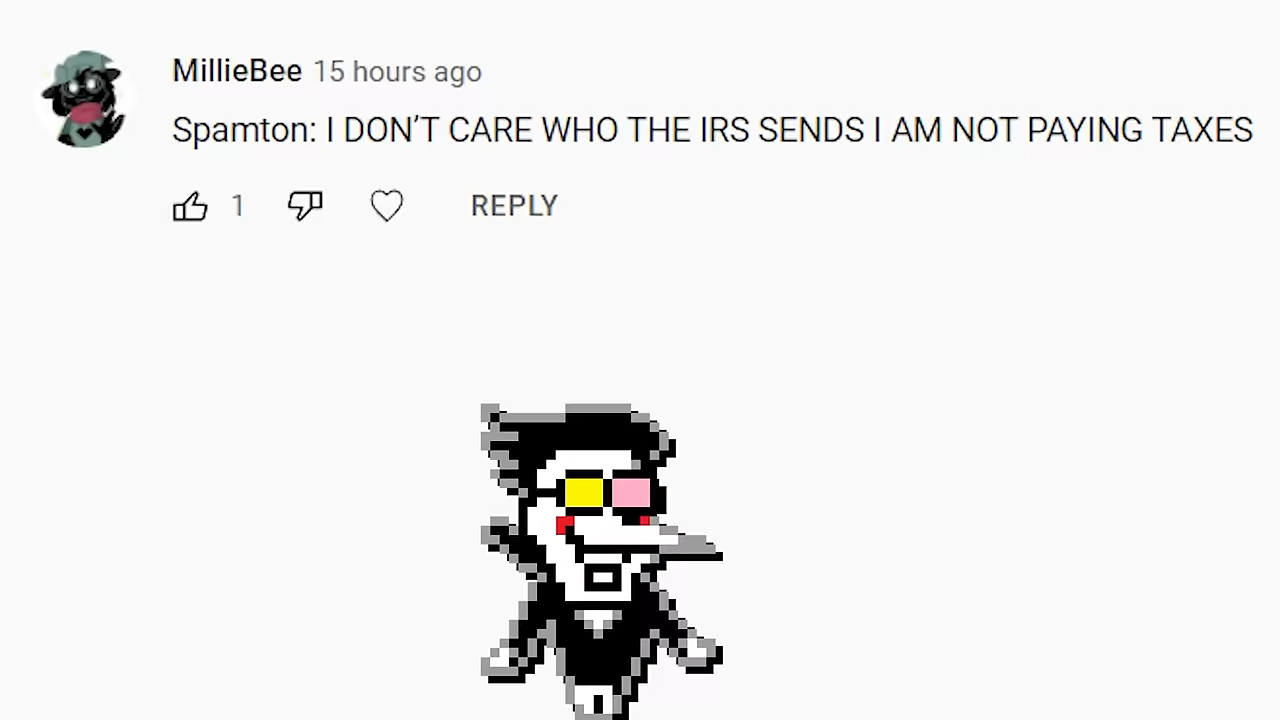 MillieBee 15 hours ago
Spamton: I DON’T CARE WHO THE IRS SENDS I AM NOT PAYING TAXES
1 REPLY